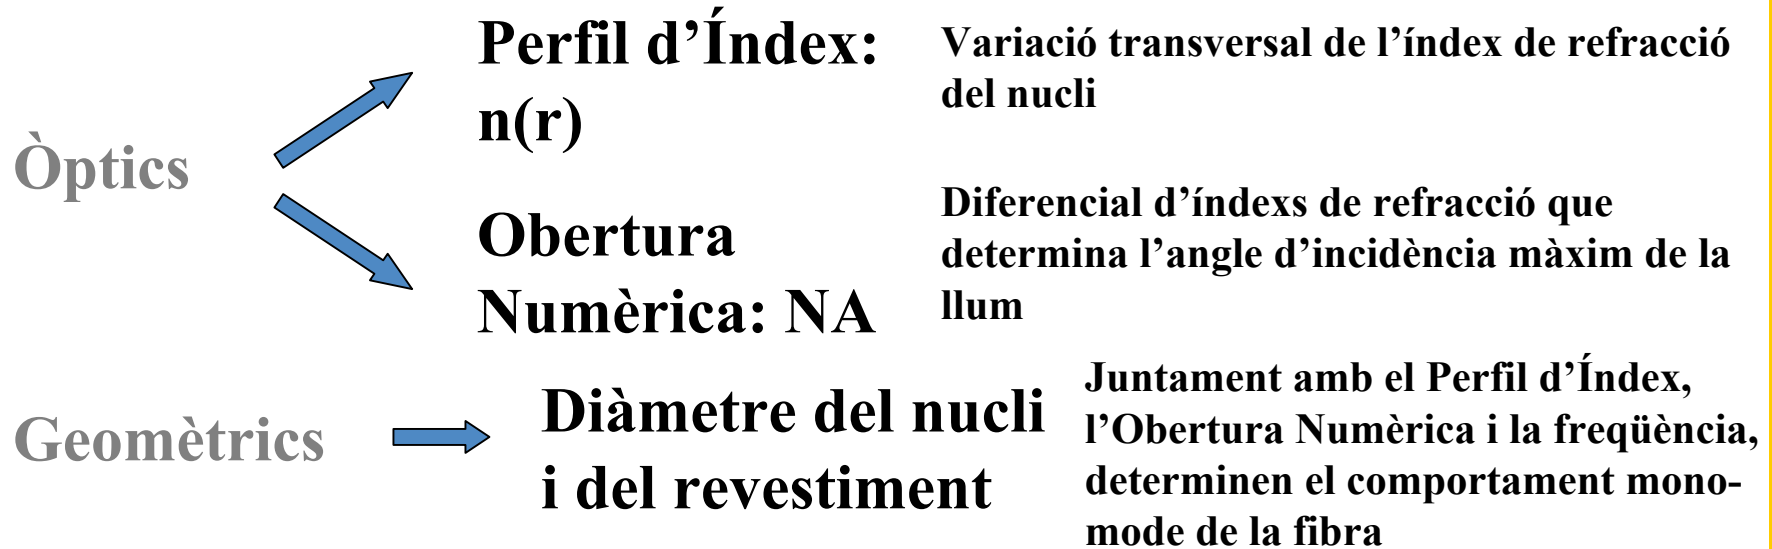 Òptics
Perfil d’Índex:
n(r)
Variació transversal de l’índex de refracció
del nucli
Obertura
Numèrica: NA
Diferencial d’índexs de refracció que
determina l’angle d’incidència màxim de la
llum
Geomètrics
Diàmetre del nucli
i del revestiment
Juntament amb el Perfil d’Índex,
l’Obertura Numèrica i la freqüència,
determinen el comportament mono-
mode de la fibra